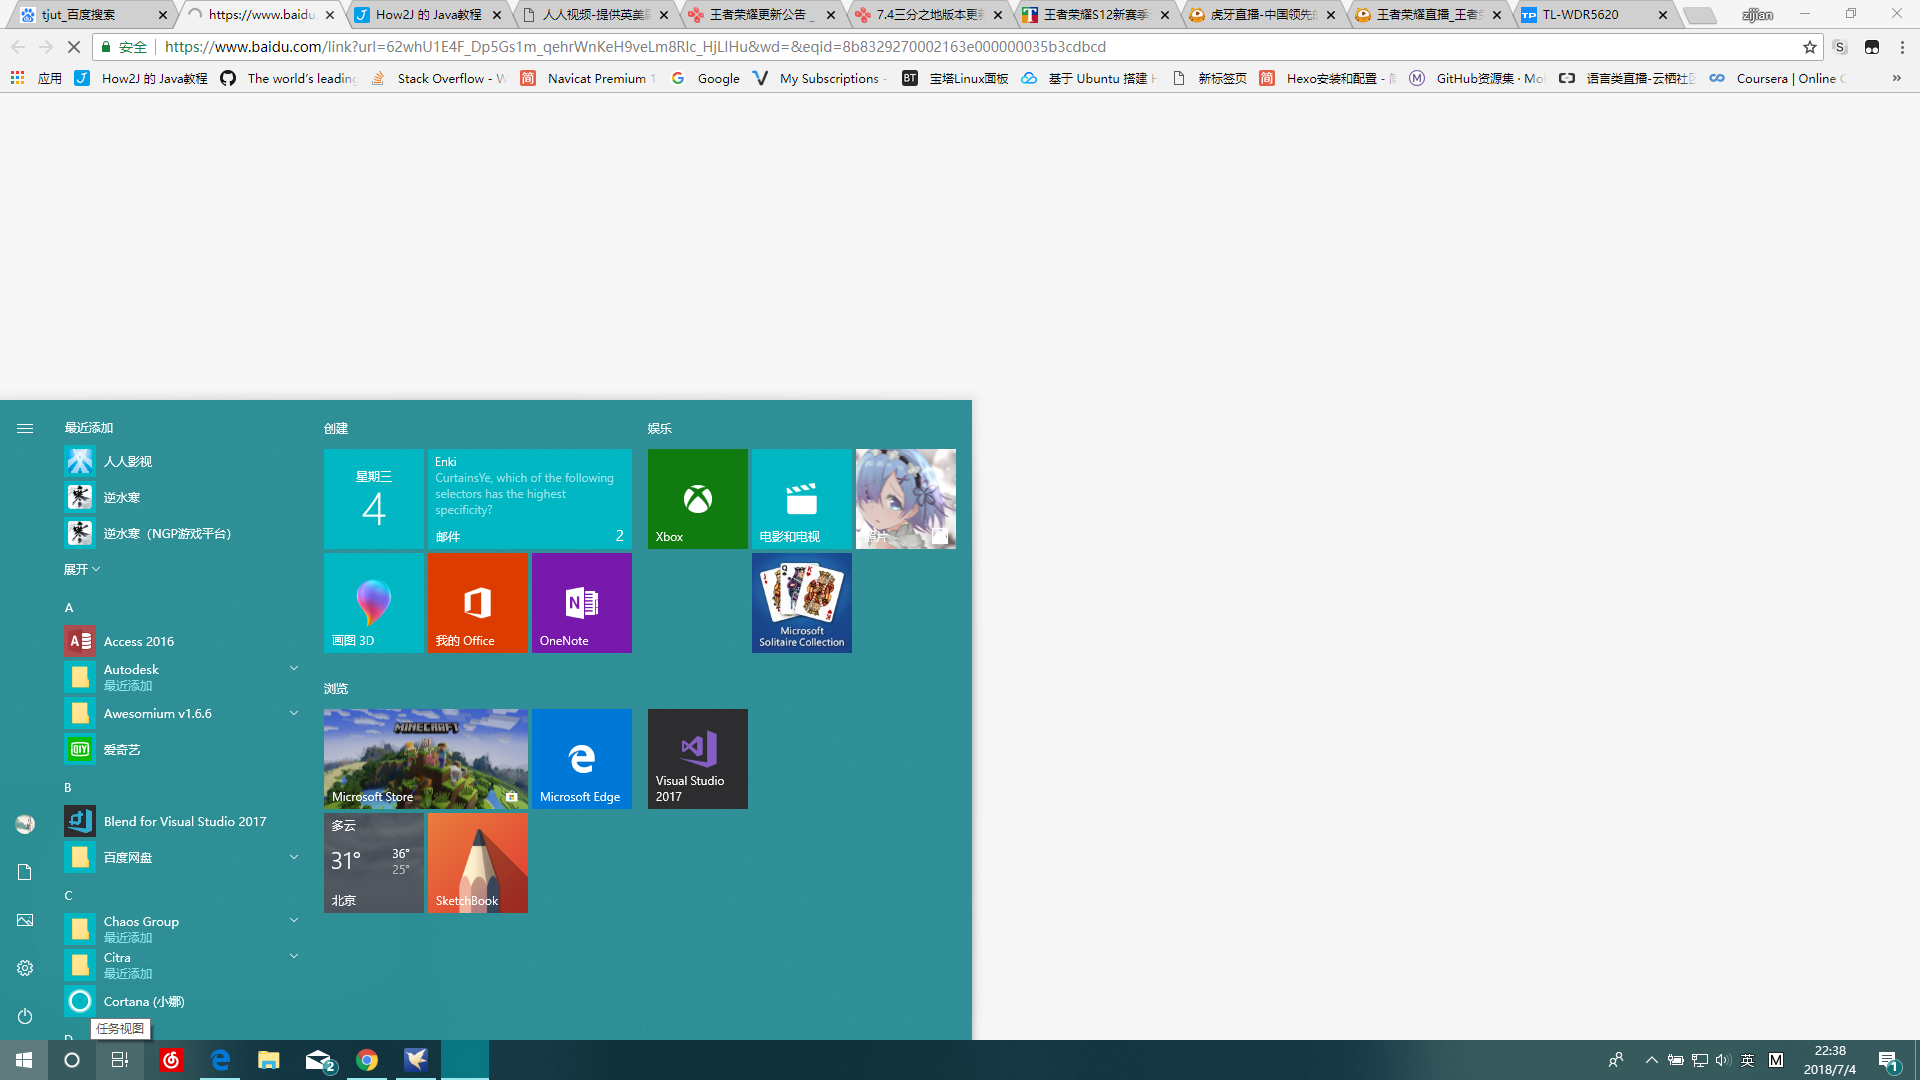 tjut_百度搜索
https://www.baidu
How2J 的 Java教程
人人视频-提供英美
王者荣耀更新公告_
7.4三分之地版本更新
王者荣耀S12新赛季
虎牙直播-中国领先的
王者荣耀直播_王者
TL-WDR5620
zijian
安全
https://www.baidu.com/link?url=62whU1E4F_Dp5Gs1m_qehrWnKeH9veLm8RIc_HjLIHu&wd=&eqid=8b8329270002163e000000035b3cdbcd
应用
How2J 的 Java教程
The world's leading
Stack Overflow - W
Navicat Premium 1
Google
My Subscriptions -
宝塔Linux面板
基于 Ubuntu 搭建 H
新标签页
Hexo安装和配置 - 简
GitHub资源集 · Mo
语言类直播-云栖社区
Coursera | Online C
»
最近添加
人人影视
逆水寒
逆水寒（NGP游戏平台）
展开
A
Access 2016
Autodesk
最近添加
Awesomium v1.6.6
爱奇艺
B
Blend for Visual Studio 2017
百度网盘
C
Chaos Group
最近添加
Citra
最近添加
Cortana (小娜)
D
任务视图
创建
星期三
4
Enki
CurtainsYe, which of the following
selectors has the highest
specificity?
邮件
2
画图 3D
我的 Office
OneNote
娱乐
Xbox
电影和电视
照片
Microsoft
Solitaire Collection
浏览
MINECRAFT
Microsoft Store
Microsoft Edge
Visual Studio
2017
多云
31°
36°
25°
北京
SketchBook
2
英
M
22:38
2018/7/4
1